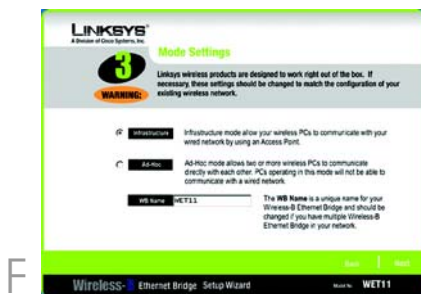 LINKSYS®
A Division of Cisco Systems, Inc.
3
WARNING:
Mode Settings
Linksys wireless products are designed to work right out of the box. If
necessary, these settings should be changed to match the configuration of your
existing wireless network.
Infrastructure
Infrastructure mode allow your wireless PCs to communicate with your
wired network by using an Access Point.
Ad-Hoc
Ad-Hoc mode allows two or more wireless PCs to communicate
directly with each other. PCs operating in this mode will not be able to
communicate with a wired network.
WB Name
WET11
The WB Name is a unique name for your
Wireless-B Ethernet Bridge and should be
changed if you have multiple Wireless-B
Ethernet Bridge in your network.
Back
Next
F
Wireless-B Ethernet Bridge Setup Wizard
Model No. WET11